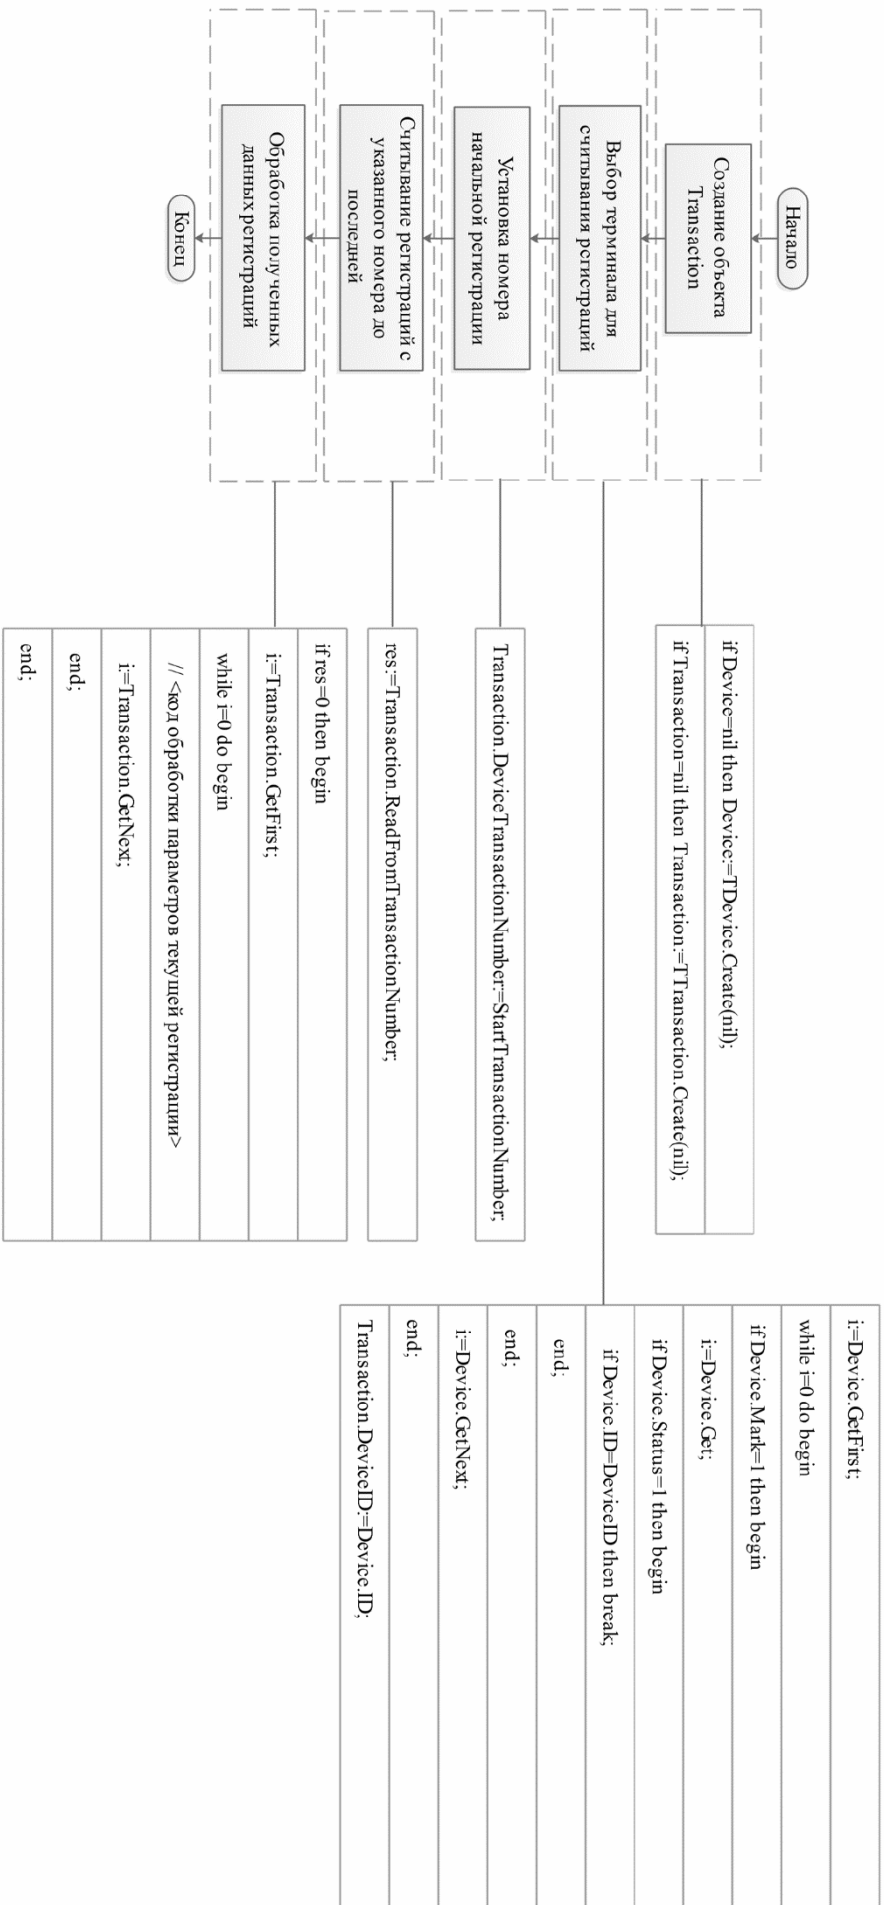 Начало
Создание объекта
Transaction
Выбор терминала для
считывания регистраций
Установка номера
начальной регистрации
Считывание регистраций с
указанного номера до
последней
Обработка полученных
данных регистраций
Конец
if Device=nil then Device:=TDevice.Create(nil);
if Transaction=nil then Transaction:=TTransaction.Create(nil);
i:=Device.GetFirst;
while i=0 do begin
if Device.Mark=1 then begin
i:=Device.Get;
if Device.Status=1 then begin
if Device.ID=DeviceID then break;
end;
end;
i:=Device.GetNext;
end;
Transaction.DeviceID:=Device.ID;
Transaction.DeviceTransactionNumber:=StartTransactionNumber;
res:=Transaction.ReadFromTransactionNumber;
if res=0 then begin
i:=Transaction.GetFirst;
while i=0 do begin
// <код обработки параметров текущей регистрации>
i:=Transaction.GetNext;
end;
end;